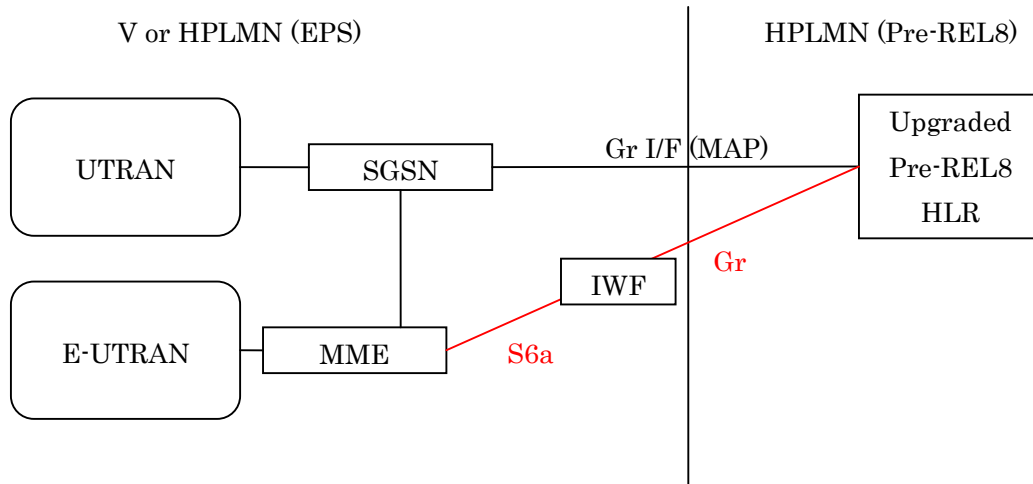 V or HPLMN (EPS)
HPLMN (Pre-REL8)
UTRAN
SGSN
Gr I/F (MAP)
Upgraded
Pre-REL8
HLR
Gr
IWF
E-UTRAN
MME
S6a